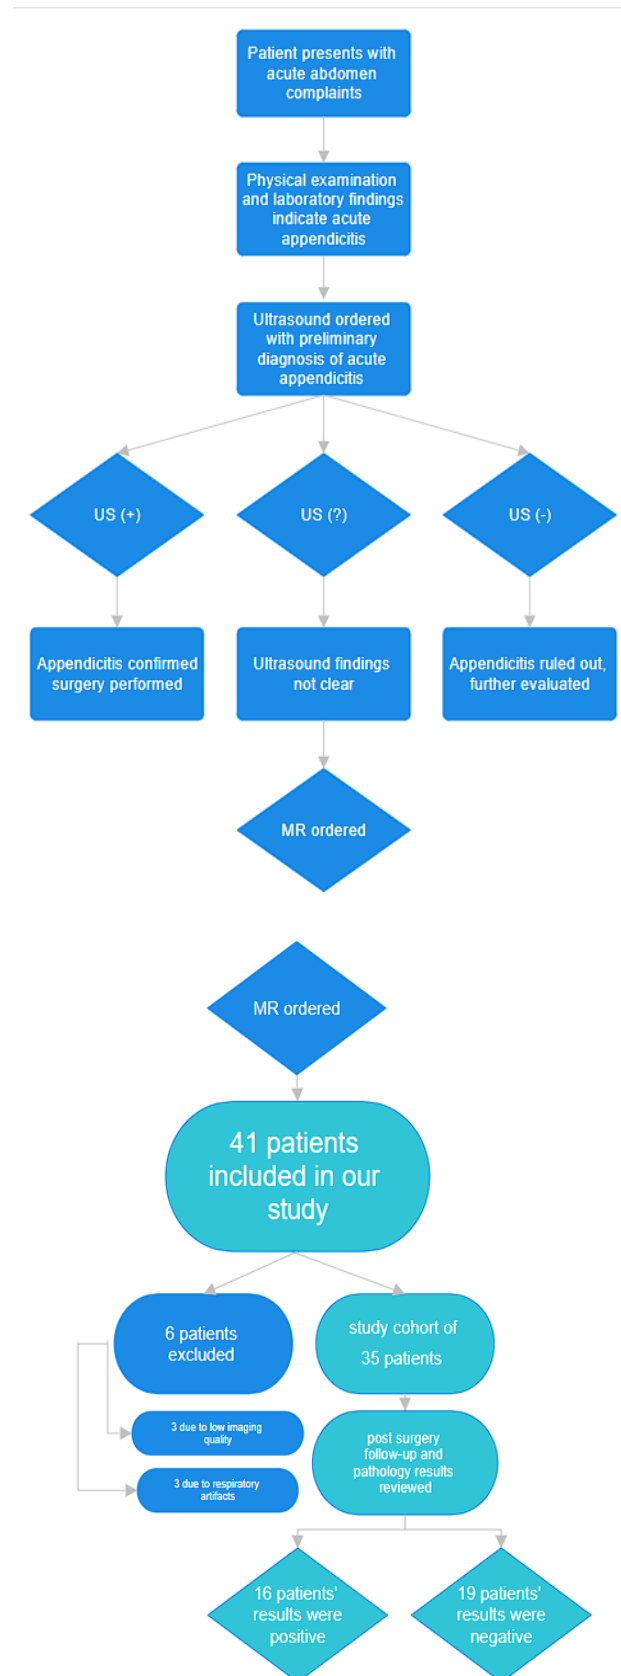 Patient presents with
acute abdomen
complaints
Physical examination
and laboratory findings
indicate acute
appendicitis
Ultrasound ordered
with preliminary
diagnosis of acute
appendicitis
US (+)
US (?)
US (-)
Appendicitis confirmed
surgery performed
Ultrasound findings
not clear
Appendicitis ruled out,
further evaluated
MR ordered
MR ordered
41 patients
included in our
study
6 patients
excluded
study cohort of
35 patients
3 due to low imaging
quality
3 due to respiratory
artifacts
post surgery
follow-up and
pathology results
reviewed
16 patients'
results were
positive
19 patients'
results were
negative